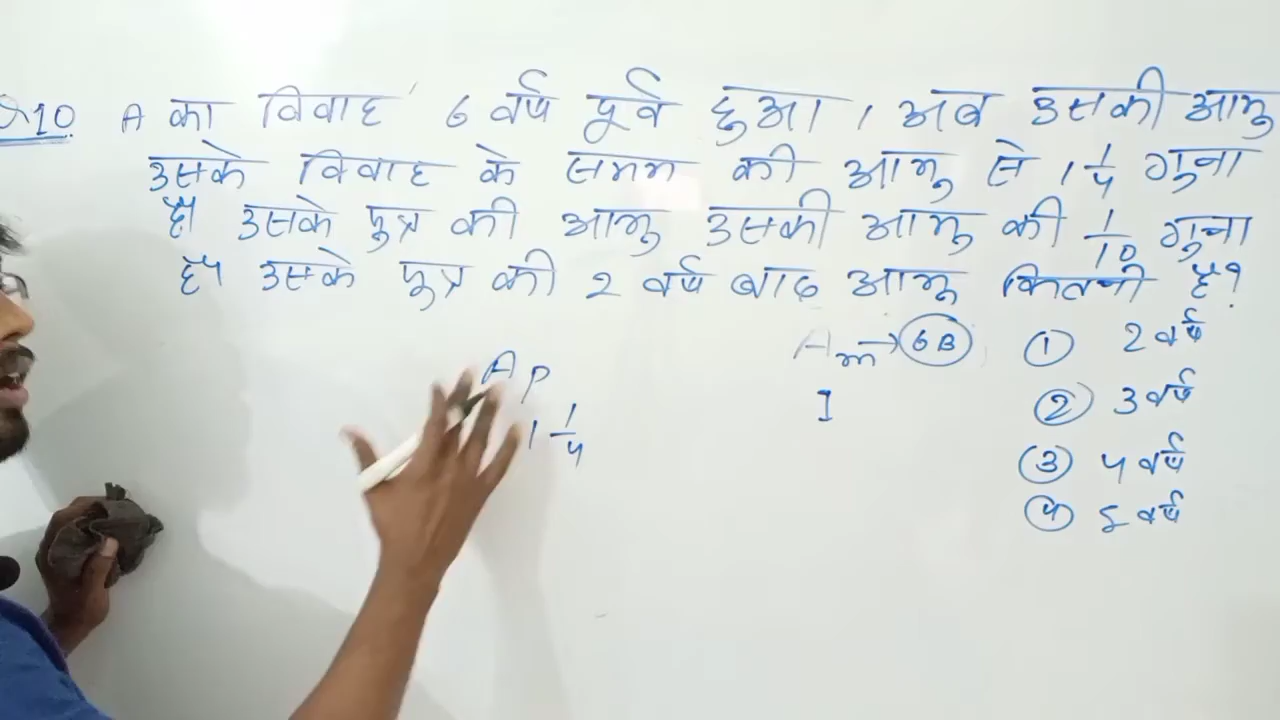 Q10 A का विवाह 6 वर्ष पूर्व हुआ । अब उसकी आयु
उसके विवाह के समय की आयु से 1 1/4 गुना
है। उसके पुत्र की आयु उसकी आयु की 1/10 गुना
है। उसके पुत्र की 2 वर्ष बाद आयु कितनी है?
① 2 वर्ष
② 3 वर्ष
③ 4 वर्ष
④ 5 वर्ष
A P
1 1/4
A m → 6 B
I